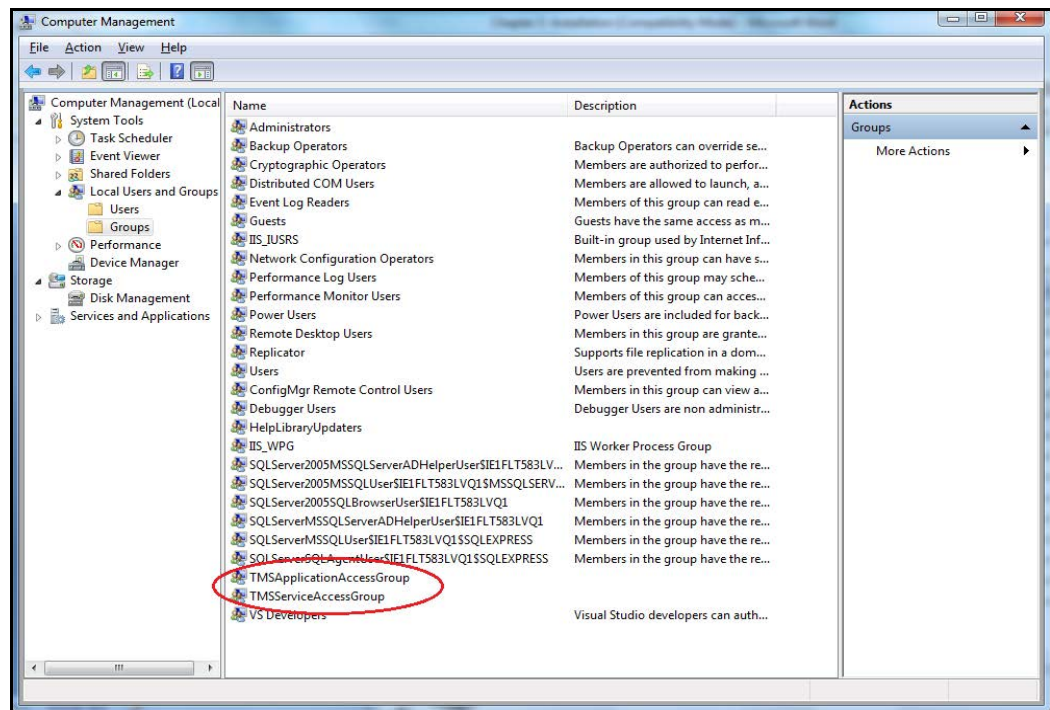 Computer Management
File Action View Help
Computer Management (Local
System Tools
Task Scheduler
Event Viewer
Shared Folders
Local Users and Groups
Users
Groups
Performance
Device Manager
Storage
Disk Management
Services and Applications
Name Description
Administrators
Backup Operators Backup Operators can override se...
Cryptographic Operators Members are authorized to perfor...
Distributed COM Users Members are allowed to launch, a...
Event Log Readers Members of this group can read e...
Guests Guests have the same access as m...
IIS_IUSRS Built-in group used by Internet Inf...
Network Configuration Operators Members in this group can have s...
Performance Log Users Members of this group may sche...
Performance Monitor Users Members of this group can acces...
Power Users Power Users are included for back...
Remote Desktop Users Members in this group are grante...
Replicator Supports file replication in a dom...
Users Users are prevented from making ...
ConfigMgr Remote Control Users Members in this group can view a...
Debugger Users Debugger Users are non administr...
HelpLibraryUpdaters
IIS_WPG IIS Worker Process Group
SQLServer2005MSSQLServerADHelperUser$IE1FLT583LV... Members in the group have the re...
SQLServer2005MSSQLUser$IE1FLT583LVQ1$MSSQLSERV... Members in the group have the re...
SQLServer2005SQLBrowserUser$IE1FLT583LVQ1 Members in the group have the re...
SQLServerMSSQLServerADHelperUser$IE1FLT583LVQ1 Members in the group have the re...
SQLServerMSSQLUser$IE1FLT583LVQ1$SQLEXPRESS Members in the group have the re...
SQLServerSQLAgentUser$IE1FLT583LVQ1$SQLEXPRESS Members in the group have the re...
TMSApplicationAccessGroup
TMSServiceAccessGroup
VS Developers Visual Studio developers can auth...
Actions
Groups
More Actions